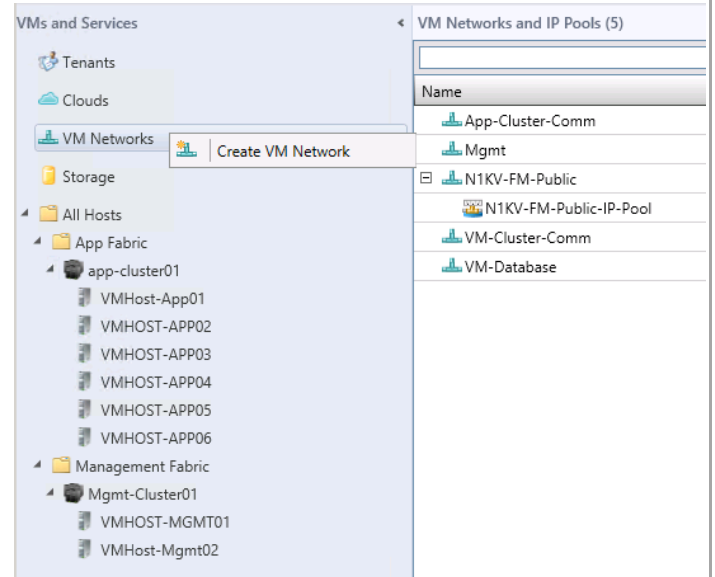 VMs and Services
Tenants
Clouds
VM Networks
Create VM Network
Storage
All Hosts
App Fabric
app-cluster01
VMHost-App01
VMHOST-APP02
VMHOST-APP03
VMHOST-APP04
VMHOST-APP05
VMHOST-APP06
Management Fabric
Mgmt-Cluster01
VMHOST-MGMT01
VMHost-Mgmt02
VM Networks and IP Pools (5)
Name
App-Cluster-Comm
Mgmt
N1KV-FM-Public
N1KV-FM-Public-IP-Pool
VM-Cluster-Comm
VM-Database